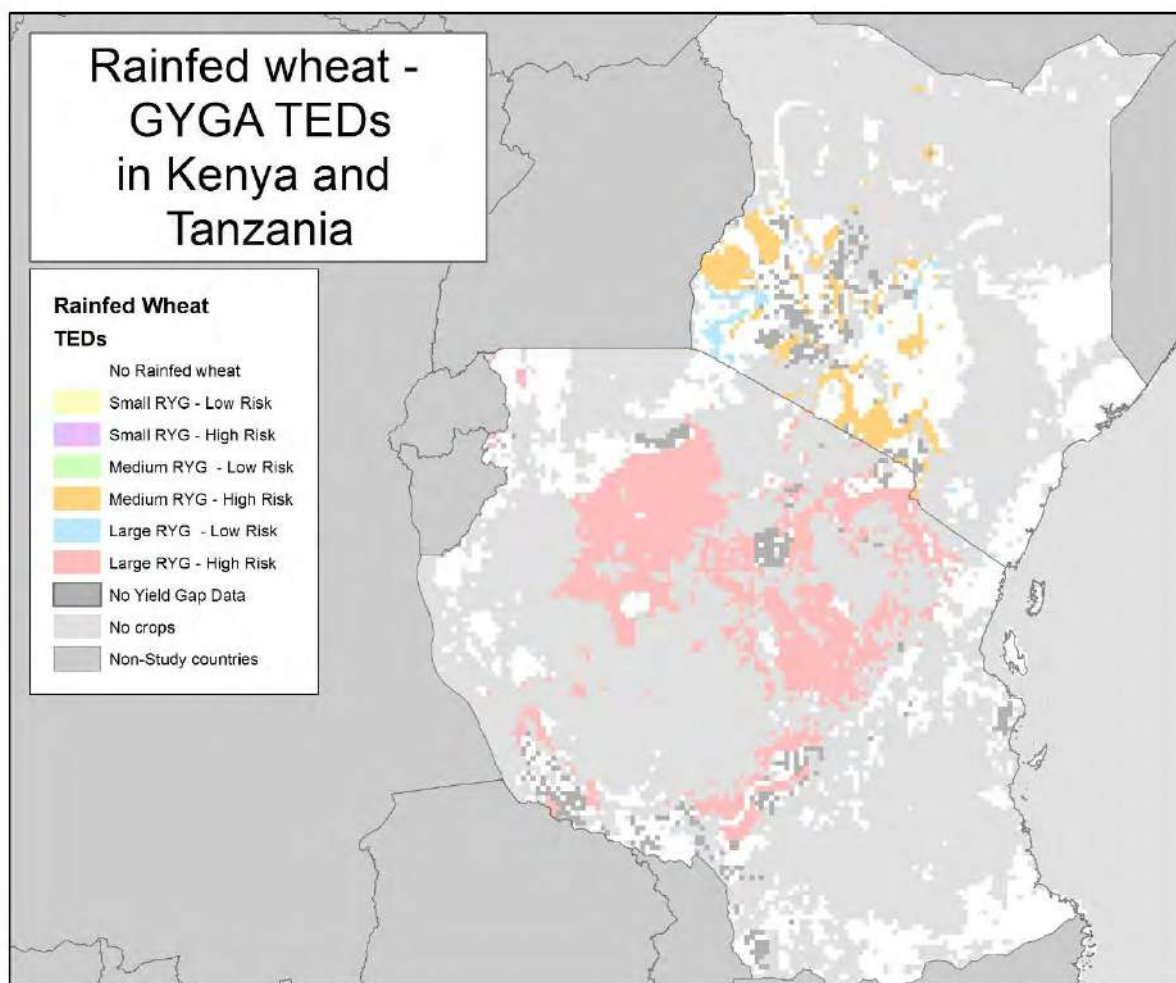 Rainfed wheat -
GYGA TEDs
in Kenya and
Tanzania
Rainfed Wheat
TEDs
No Rainfed wheat
Small RYG - Low Risk
Small RYG - High Risk
Medium RYG - Low Risk
Medium RYG - High Risk
Large RYG - Low Risk
Large RYG - High Risk
No Yield Gap Data
No crops
Non-Study countries